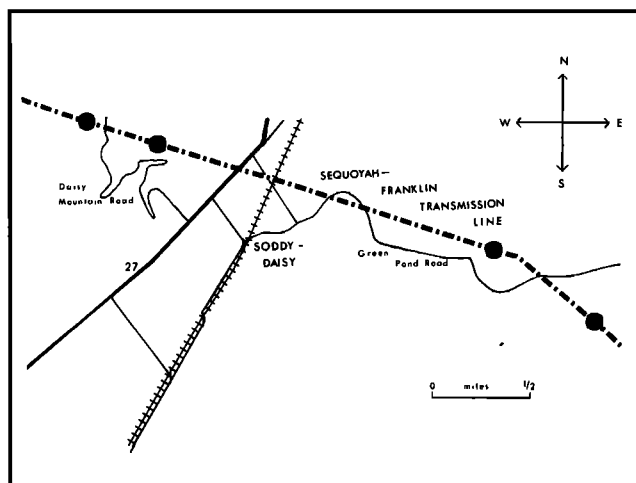 N
W E
S
Daisy
Mountain Road
SEQUOYAH–
FRANKLIN
TRANSMISSION
LINE
SODDY –
DAISY
Green
Pond Road
27
0 miles 1/2